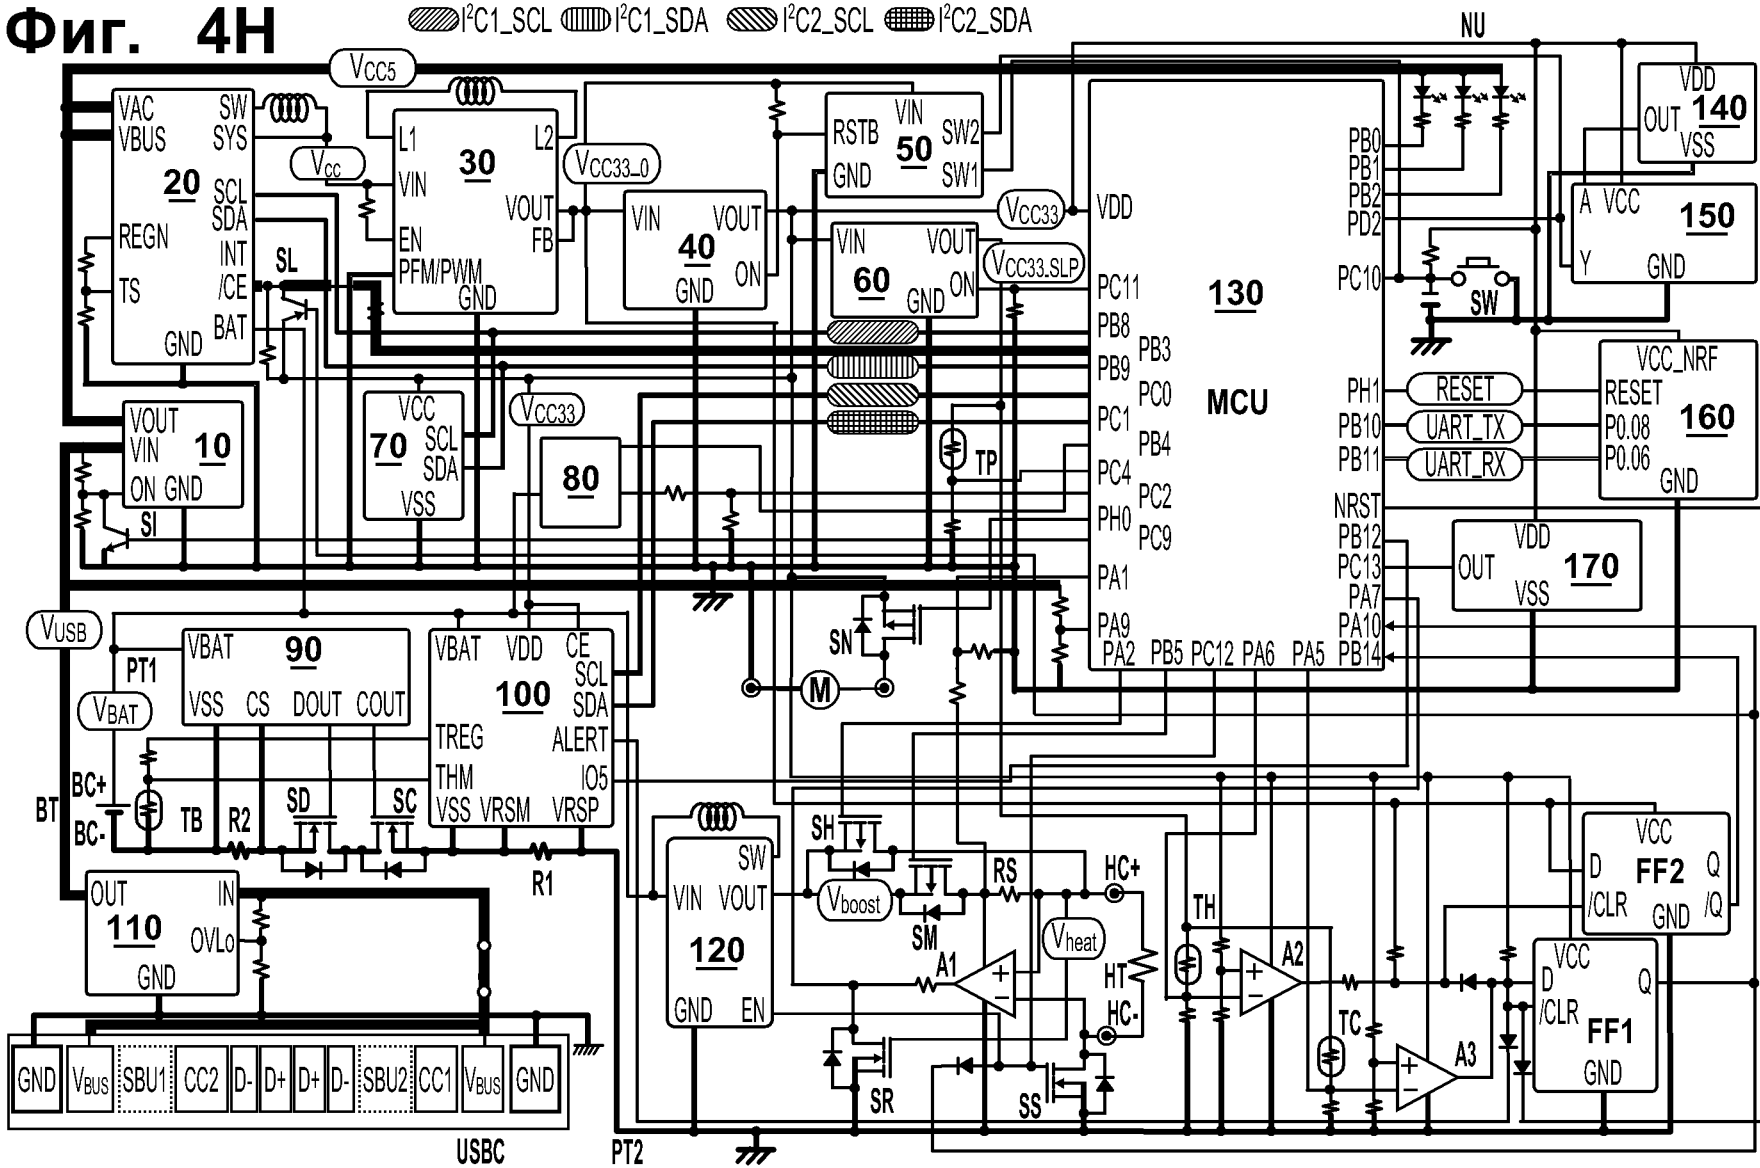 Фиг. 4H
I²C1_SCL I²C1_SDA I²C2_SCL I²C2_SDA
NU
VCC5
VAC
VBUS
SW
SYS
20
SCL
SDA
INT
/CE
BAT
REGN
TS
GND
SL
Vcc
L1
L2
30
VIN
VOUT
EN
FB
PFM/PWM
GND
VCC33_0
VIN
VOUT
40
ON
GND
VIN
RSTB
50
SW2
SW1
GND
VIN
VOUT
60
ON
GND
VCC33
VCC33.SLP
VDD
PC11
PB8
PB3
PB9
PC0
PC1
PB4
PC4
PC2
PH0
PC9
PA1
PA9
PA2
PB5
PC12
PA6
PA5
130
MCU
PB0
PB1
PB2
PD2
PC10
PH1
PB10
PB11
NRST
PB12
PC13
PA7
PA10
PB14
VDD
OUT
140
VSS
A
VCC
150
Y
GND
SW
RESET
UART_TX
UART_RX
VCC_NRF
RESET
P0.08
P0.06
160
GND
VDD
OUT
170
VSS
VOUT
VIN
10
ON
GND
SI
VCC
70
SCL
SDA
VSS
VCC33
80
TP
SN
M
VUSB
PT1
VBAT
VBAT
90
VSS
CS
DOUT
COUT
VBAT
VDD
CE
100
SCL
SDA
TREG
ALERT
THM
IO5
VSS
VRSM
VRSP
BC+
BC-
BT
TB
R2
SD
SC
R1
OUT
IN
110
OVLo
GND
GND
VBUS
SBU1
CC2
D-
D+
D+
D-
SBU2
CC1
VBUS
GND
USBC
PT2
SW
VIN
VOUT
120
GND
EN
SH
Vboost
SM
RS
HC+
Vheat
A1
HT
HC-
SR
SS
TH
A2
TC
A3
VCC
D
FF2
Q
/CLR
GND
/Q
VCC
D
Q
/CLR
FF1
GND